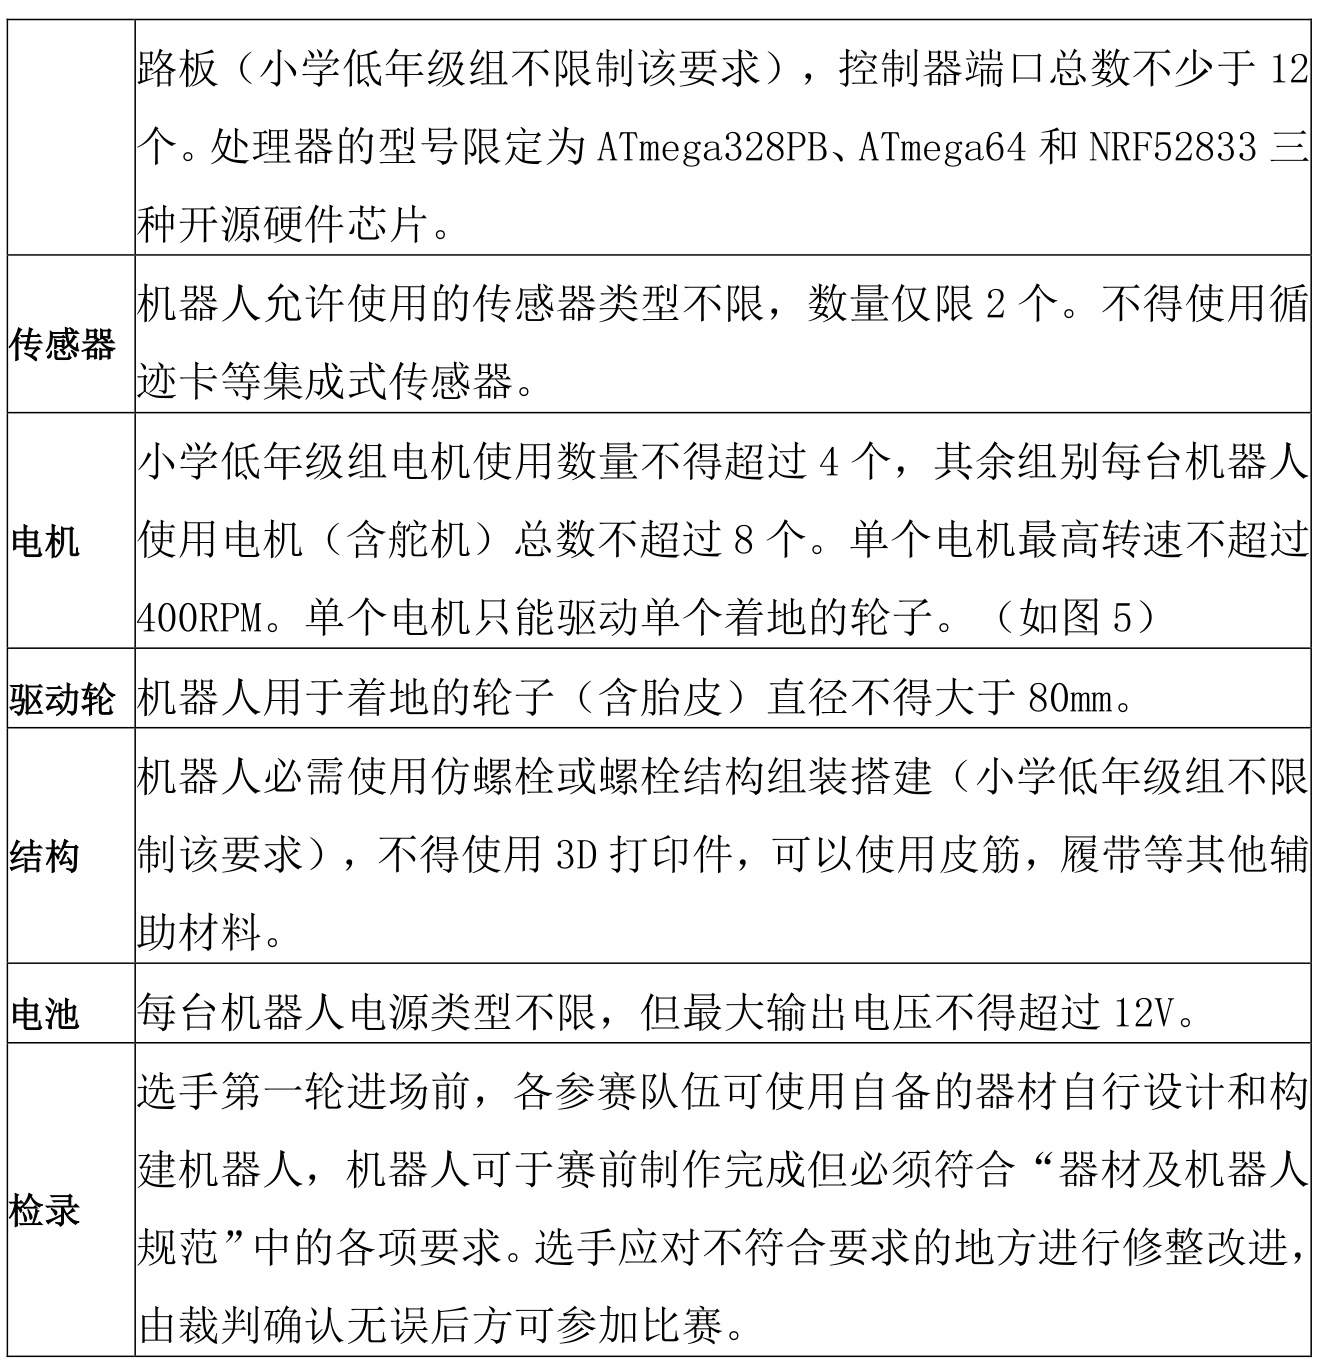 路板（小学低年级组不限制该要求），控制器端口总数不少于 12
个。处理器的型号限定为 ATmega328PB、ATmega64 和 NRF52833 三
种开源硬件芯片。
传感器
机器人允许使用的传感器类型不限，数量仅限 2 个。不得使用循
迹卡等集成式传感器。
电机
小学低年级组电机使用数量不得超过 4 个，其余组别每台机器人
使用电机（含舵机）总数不超过 8 个。单个电机最高转速不超过
400RPM。单个电机只能驱动单个着地的轮子。（如图 5）
驱动轮
机器人用于着地的轮子（含胎皮）直径不得大于 80mm。
结构
机器人必需使用仿螺栓或螺栓结构组装搭建（小学低年级组不限
制该要求），不得使用 3D 打印件，可以使用皮筋，履带等其他辅
助材料。
电池
每台机器人电源类型不限，但最大输出电压不得超过 12V。
检录
选手第一轮进场前，各参赛队伍可使用自备的器材自行设计和构
建机器人，机器人可于赛前制作完成但必须符合“器材及机器人
规范”中的各项要求。选手应对不符合要求的地方进行修整改进，
由裁判确认无误后方可参加比赛。